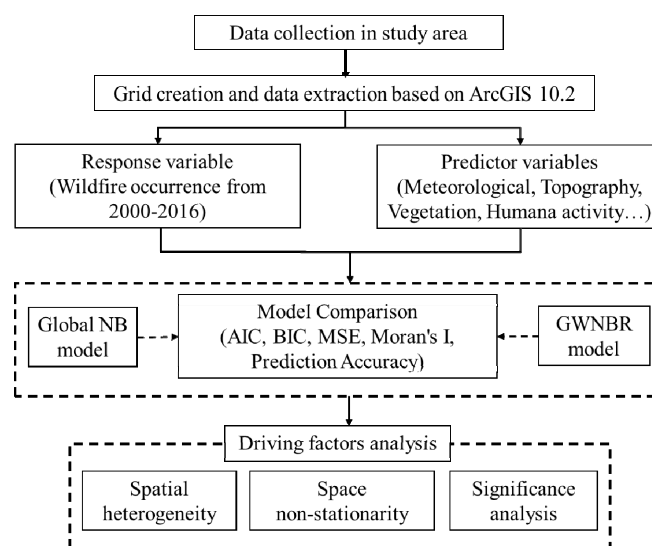 Data collection in study area
Grid creation and data extraction based on ArcGIS 10.2
Response variable
(Wildfire occurrence from
2000-2016)
Predictor variables
(Meteorological, Topography,
Vegetation, Humana activity…)
Global NB
model
Model Comparison
(AIC, BIC, MSE, Moran's I,
Prediction Accuracy)
GWNBR
model
Driving factors analysis
Spatial
heterogeneity
Space
non-stationarity
Significance
analysis